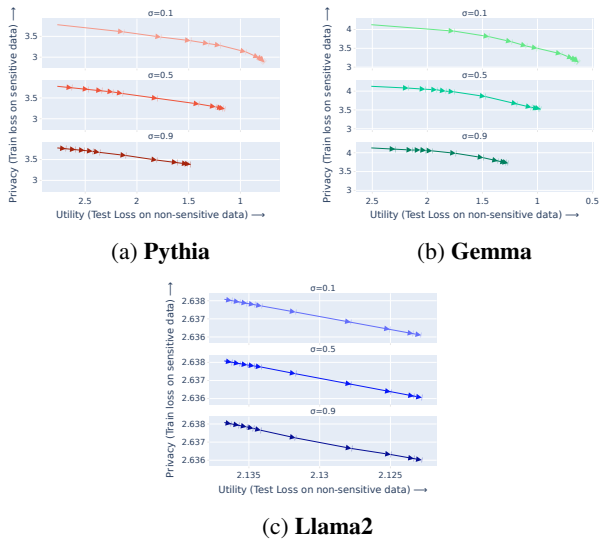 σ=0.1
3.5
3
σ=0.5
3.5
3
σ=0.9
3.5
3
2.5
2
1.5
1
Privacy (Train loss on sensitive data) ⟶
Utility (Test Loss on non-sensitive data) ⟶
(a) Pythia
σ=0.1
4
3.5
3
σ=0.5
4
3.5
3
σ=0.9
4
3.5
3
2.5
2
1.5
1
0.5
Privacy (Train loss on sensitive data) ⟶
Utility (Test Loss on non-sensitive data) ⟶
(b) Gemma
σ=0.1
2.638
2.637
2.636
σ=0.5
2.638
2.637
2.636
σ=0.9
2.638
2.637
2.636
2.135
2.13
2.125
Privacy (Train loss on sensitive data) ⟶
Utility (Test Loss on non-sensitive data) ⟶
(c) Llama2